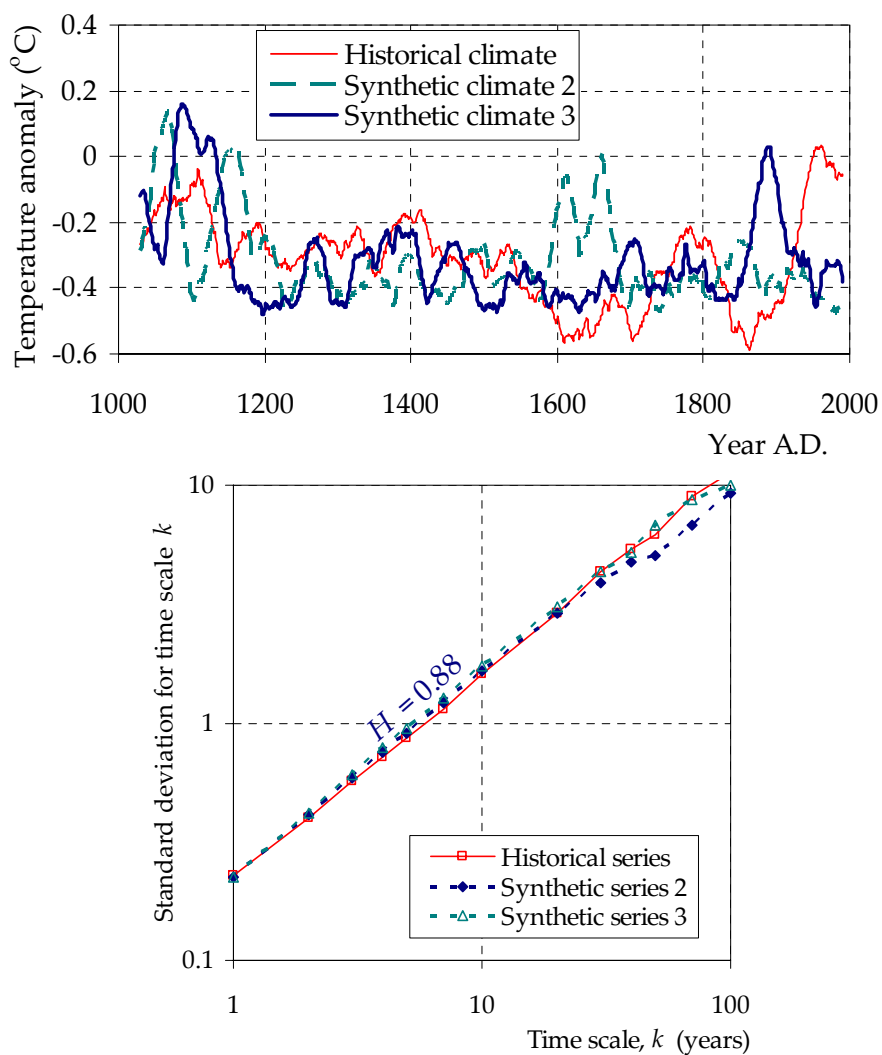 Temperature anomaly (°C)
0.4
0.2
0
-0.2
-0.4
-0.6
Historical climate
Synthetic climate 2
Synthetic climate 3
1000 1200 1400 1600 1800 2000
Year A.D.
Standard deviation for time scale k
10
1
0.1
H = 0.88
Historical series
Synthetic series 2
Synthetic series 3
1 10 100
Time scale, k (years)